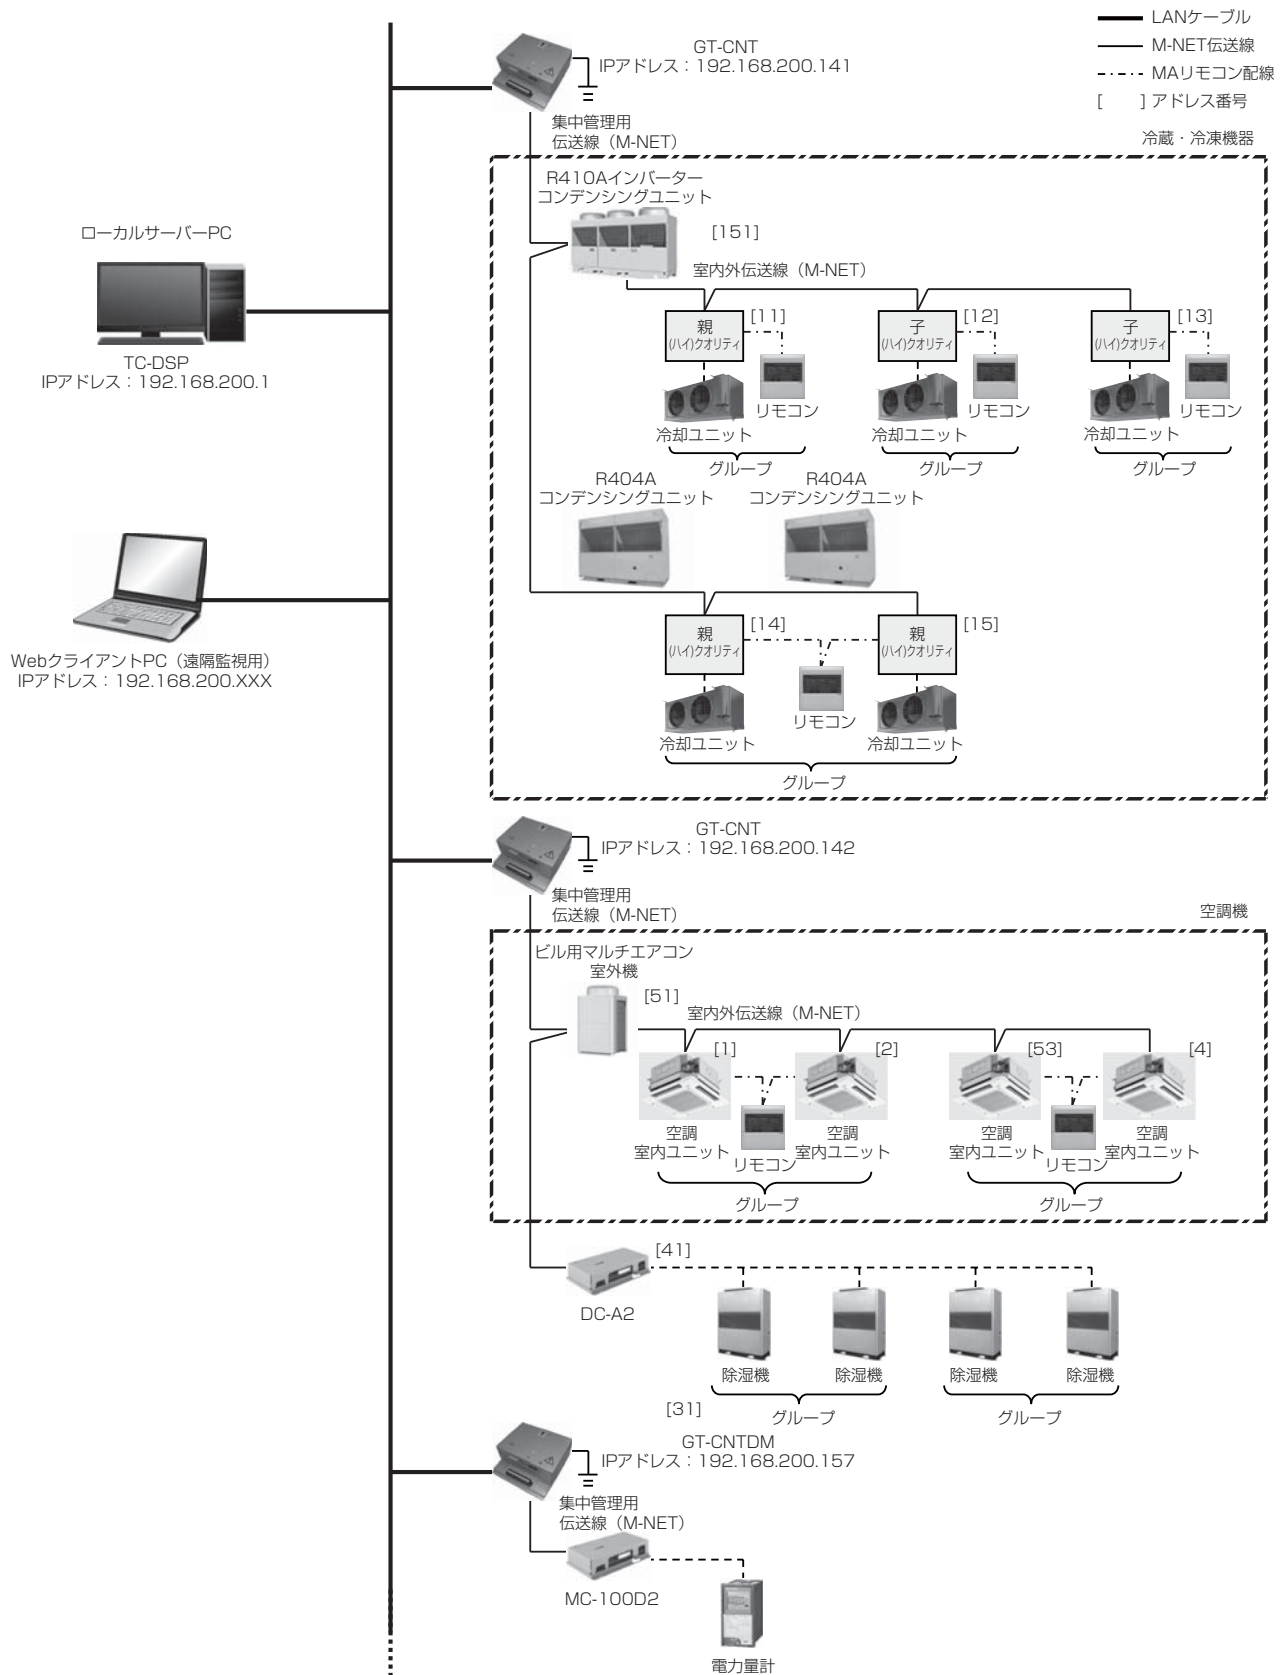 LANケーブル
M-NET伝送線
MAリモコン配線
[　　] アドレス番号
GT-CNT
IPアドレス：192.168.200.141
集中管理用
伝送線（M-NET）
冷蔵・冷凍機器
R410Aインバーター
コンデンシングユニット
[151]
室内外伝送線（M-NET）
ローカルサーバーPC
TC-DSP
IPアドレス：192.168.200.1
親
(ハイ)クオリティ
[11]
子
(ハイ)クオリティ
[12]
子
(ハイ)クオリティ
[13]
リモコン
リモコン
リモコン
冷却ユニット
冷却ユニット
冷却ユニット
グループ
グループ
グループ
R404A
コンデンシングユニット
R404A
コンデンシングユニット
WebクライアントPC（遠隔監視用）
IPアドレス：192.168.200.XXX
親
(ハイ)クオリティ
[14]
親
(ハイ)クオリティ
[15]
リモコン
冷却ユニット
冷却ユニット
グループ
GT-CNT
IPアドレス：192.168.200.142
集中管理用
伝送線（M-NET）
空調機
ビル用マルチエアコン
室外機
[51]
室内外伝送線（M-NET）
[1]
[2]
[53]
[4]
空調
室内ユニット
リモコン
空調
室内ユニット
空調
室内ユニット
リモコン
空調
室内ユニット
グループ
グループ
[41]
DC-A2
除湿機
除湿機
除湿機
除湿機
グループ
グループ
[31]
GT-CNTDM
IPアドレス：192.168.200.157
集中管理用
伝送線（M-NET）
MC-100D2
電力量計